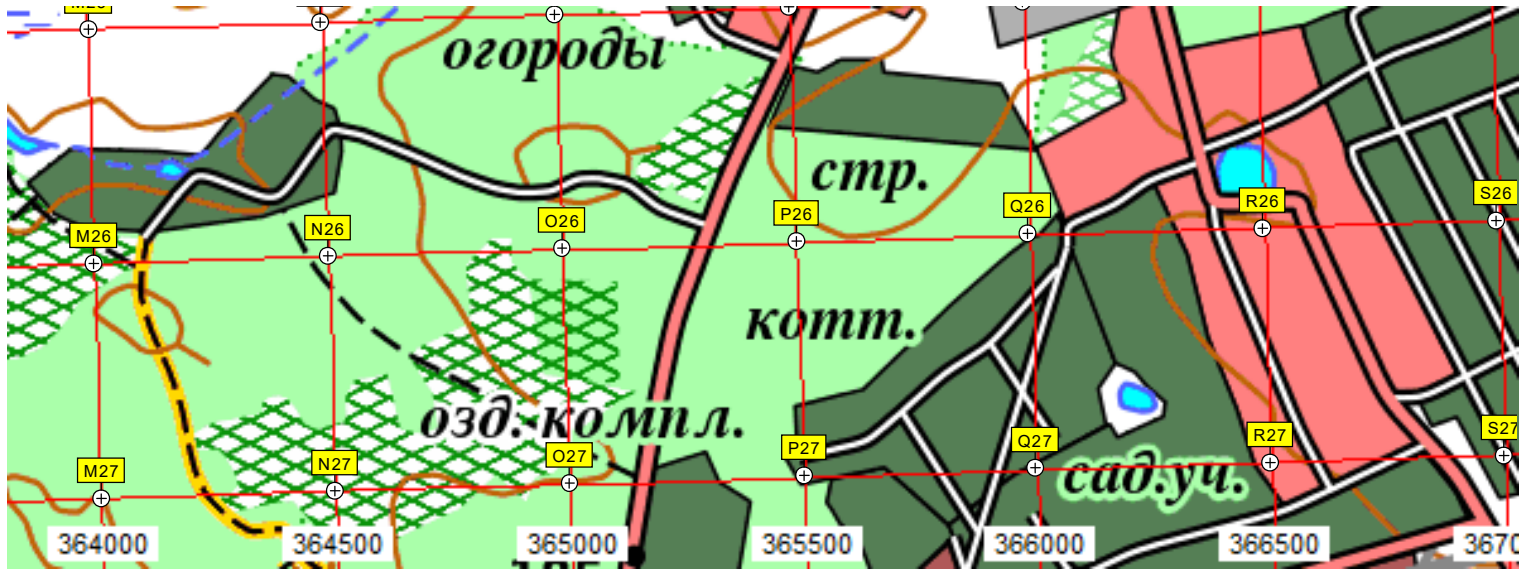 огороды
стр.
M26
N26
O26
P26
Q26
R26
S26
котт.
озд. компл.
M27
N27
O27
P27
Q27
R27
S27
сад.уч.
364000
364500
365000
365500
366000
366500